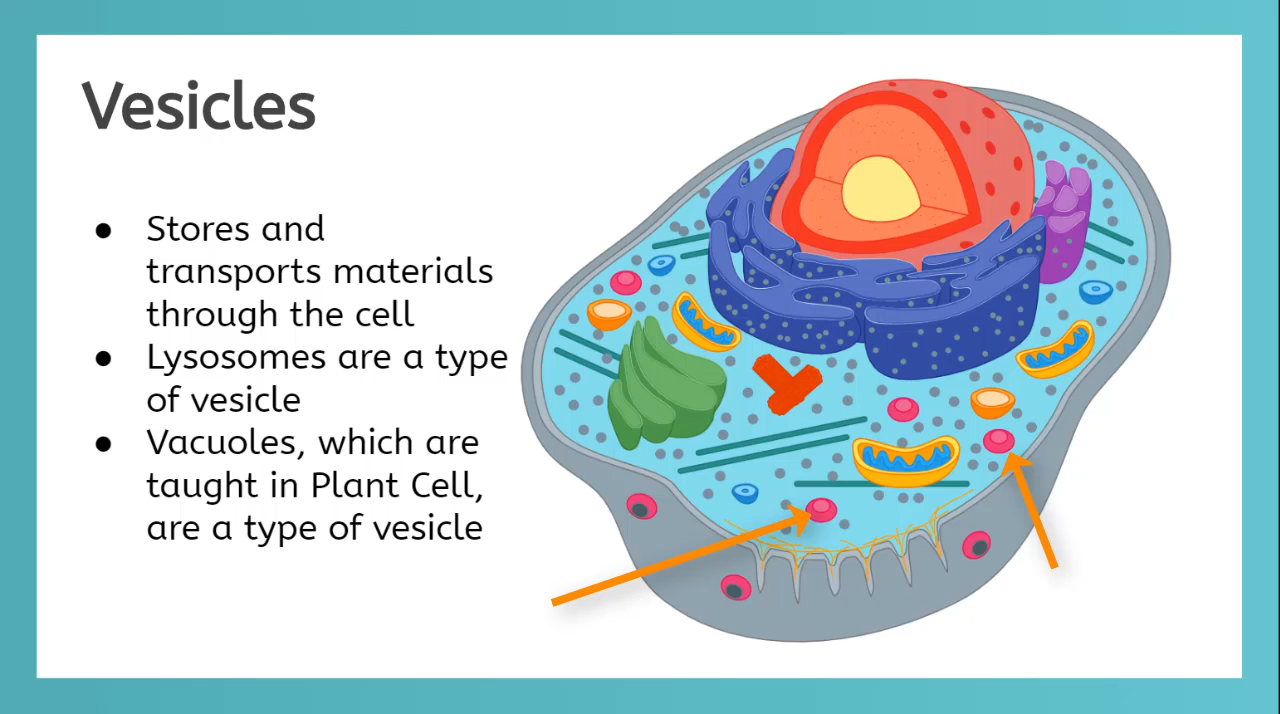 Vesicles
● Stores and
transports materials
through the cell
● Lysosomes are a type
of vesicle
● Vacuoles, which are
taught in Plant Cell,
are a type of vesicle